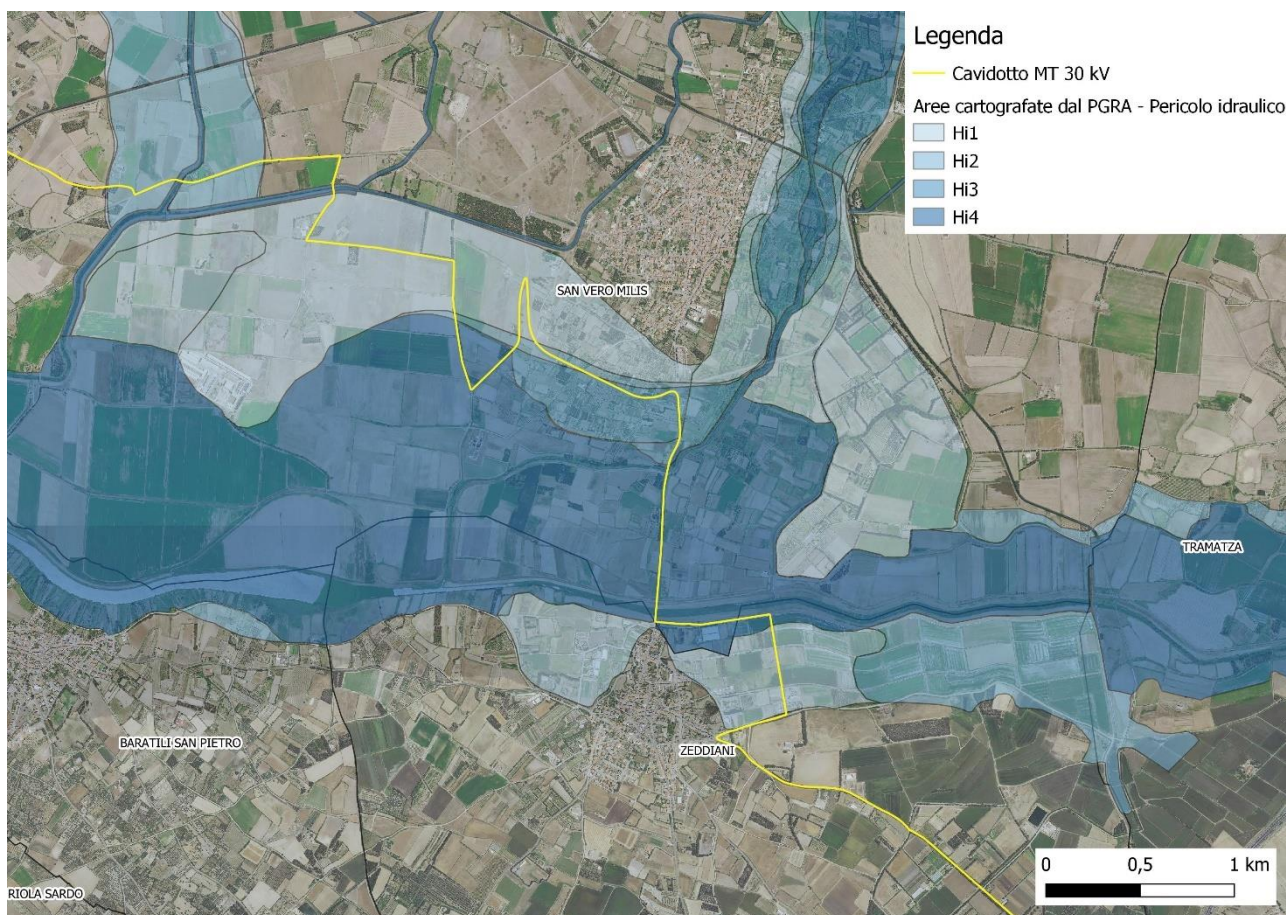 Legenda
Cavidotto MT 30 kV
Aree cartografate dal PGRA - Pericolo idraulico
Hi1
Hi2
Hi3
Hi4
SAN VERO MILIS
TRAMATZA
BARATILI SAN PIETRO
ZEDDIANI
RIOLA SARDO
0 0,5 1 km